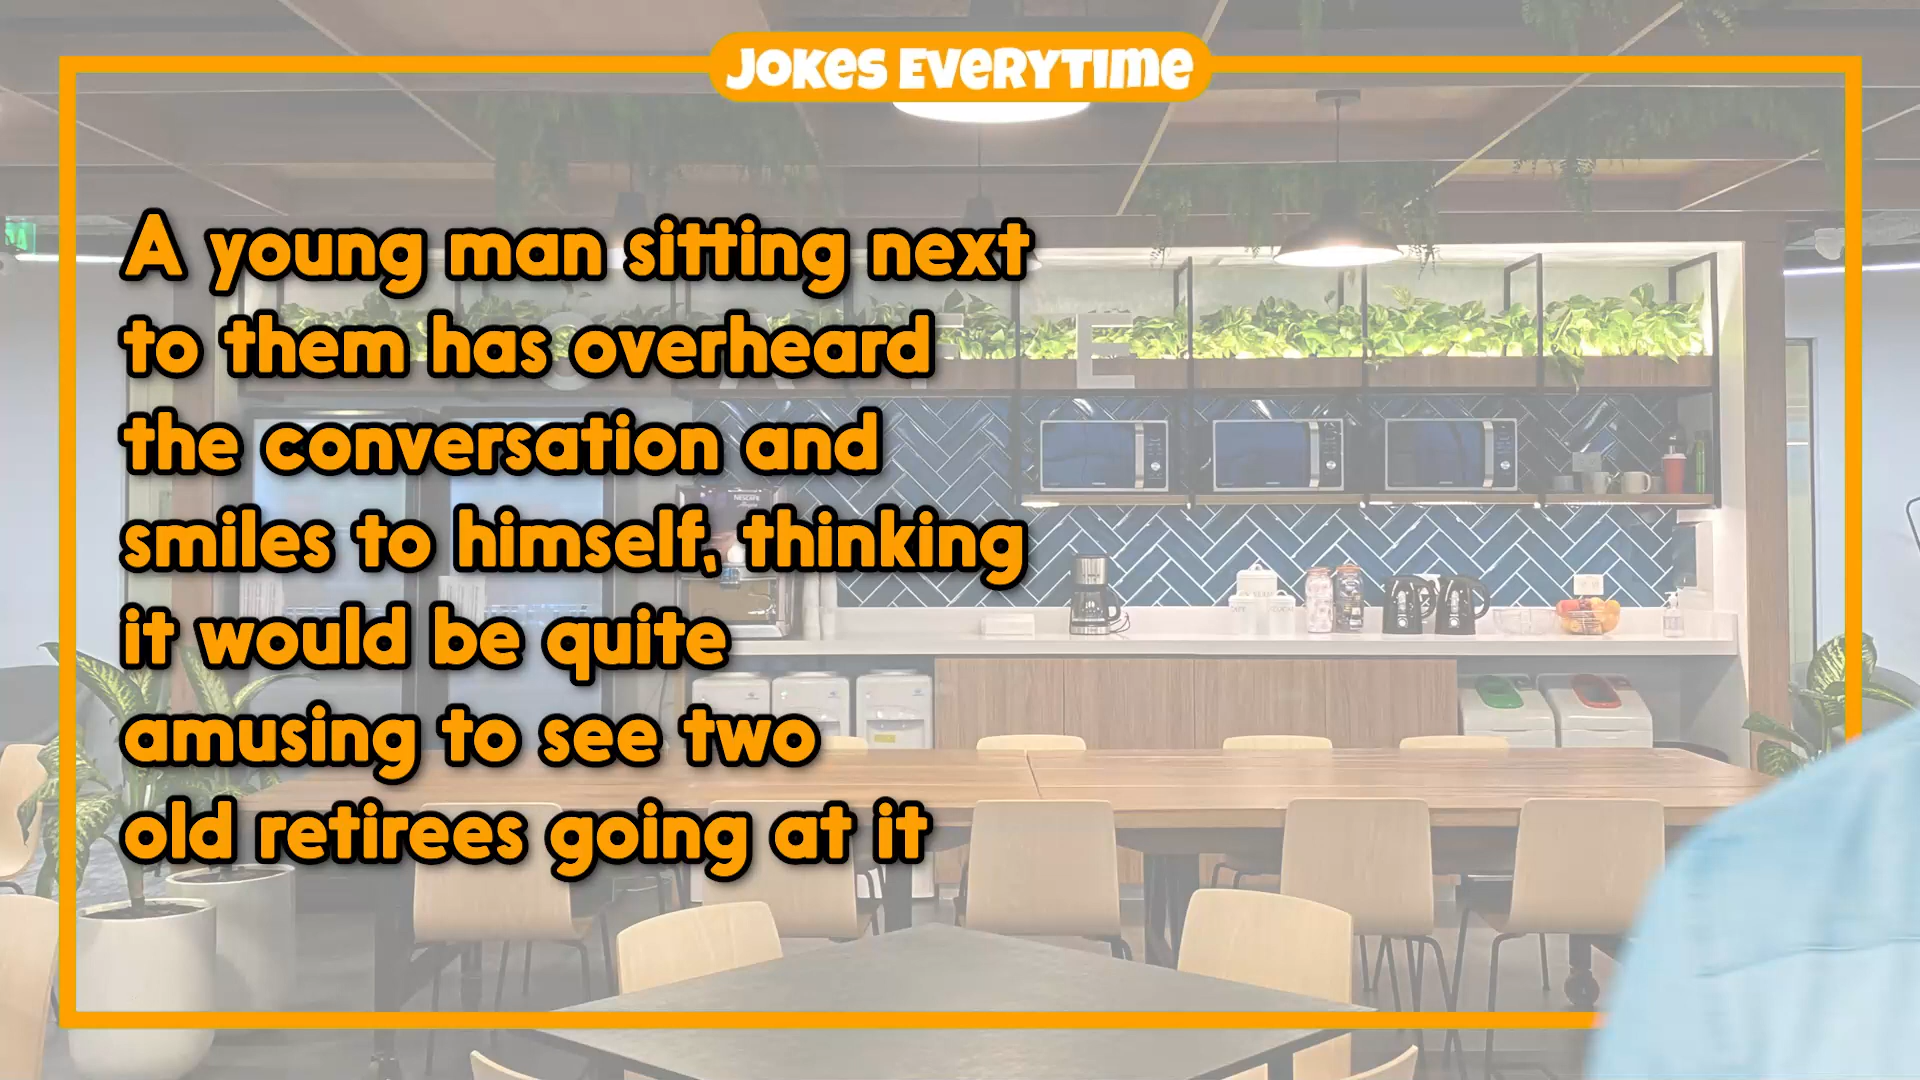 JOKES EVERYTIME
A young man sitting next
to them has overheard
the conversation and
smiles to himself, thinking
it would be quite
amusing to see two
old retirees going at it
NESCAFÉ